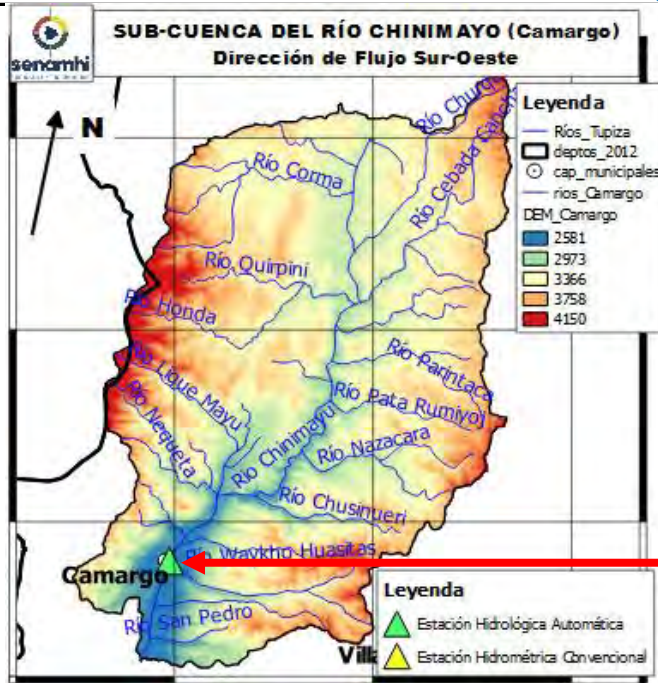 SUB-CUENCA DEL RÍO CHINIMAYO (Camargo)
Dirección de Flujo Sur-Oeste
senamhi
N
Leyenda
Ríos_Tupiza
deptos_2012
cap_municipales
rios_Camargo
DEM_Camargo
2581
2973
3366
3758
4150
Río Churqu
Río Cebada Cancha
Río Corma
Río Quirpini
Río Honda
Río Lique Mayu
Río Nequeta
Río Chinimayu
Río Parintaca
Río Pata Rumiyoj
Río Nazacara
Río Chusinueri
Río Waykho Huasitas
Camargo
Río San Pedro
Villa
Leyenda
Estación Hidrológica Automática
Estación Hidrométrica Convencional